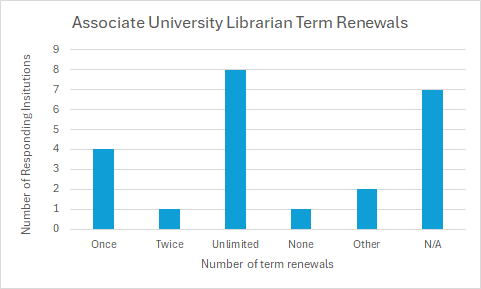 Associate University Librarian Term Renewals
9
8
7
6
5
4
3
2
1
0
Number of Responding Insitutions
Once Twice Unlimited None Other N/A
Number of term renewals